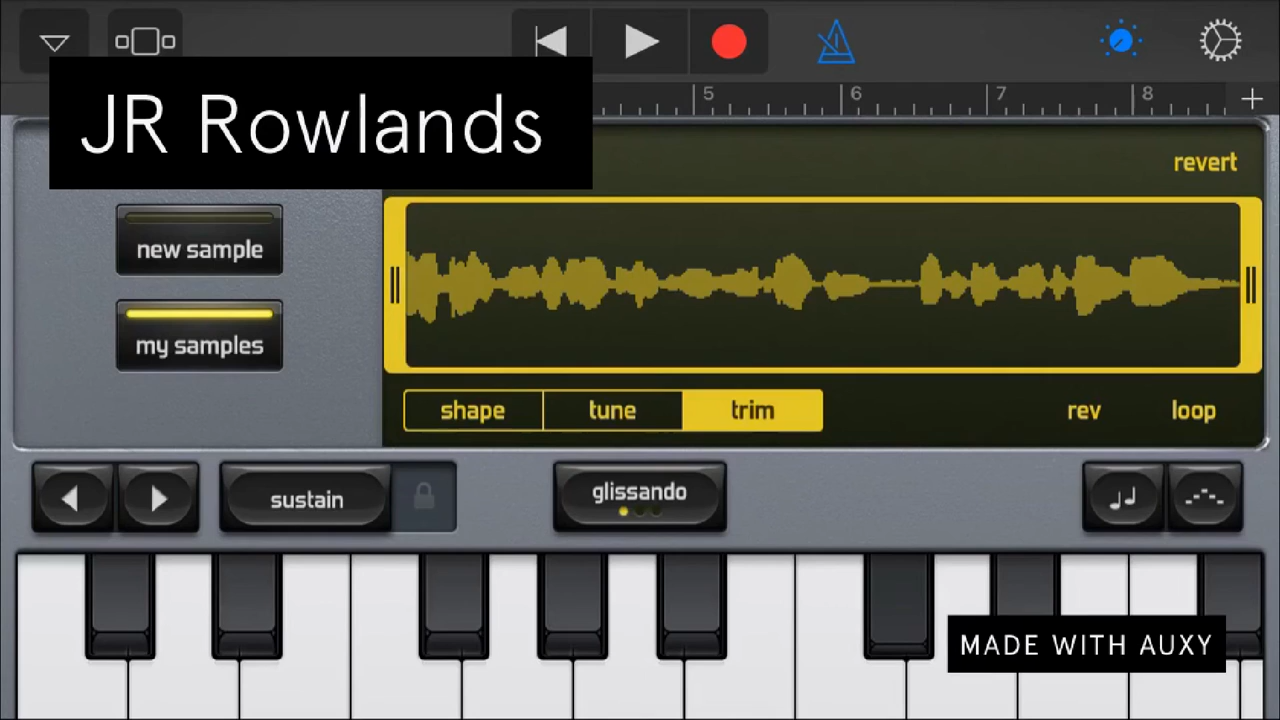 JR Rowlands
5 6 7 8
revert
new sample
my samples
shape tune trim rev loop
sustain glissando
MADE WITH AUXY